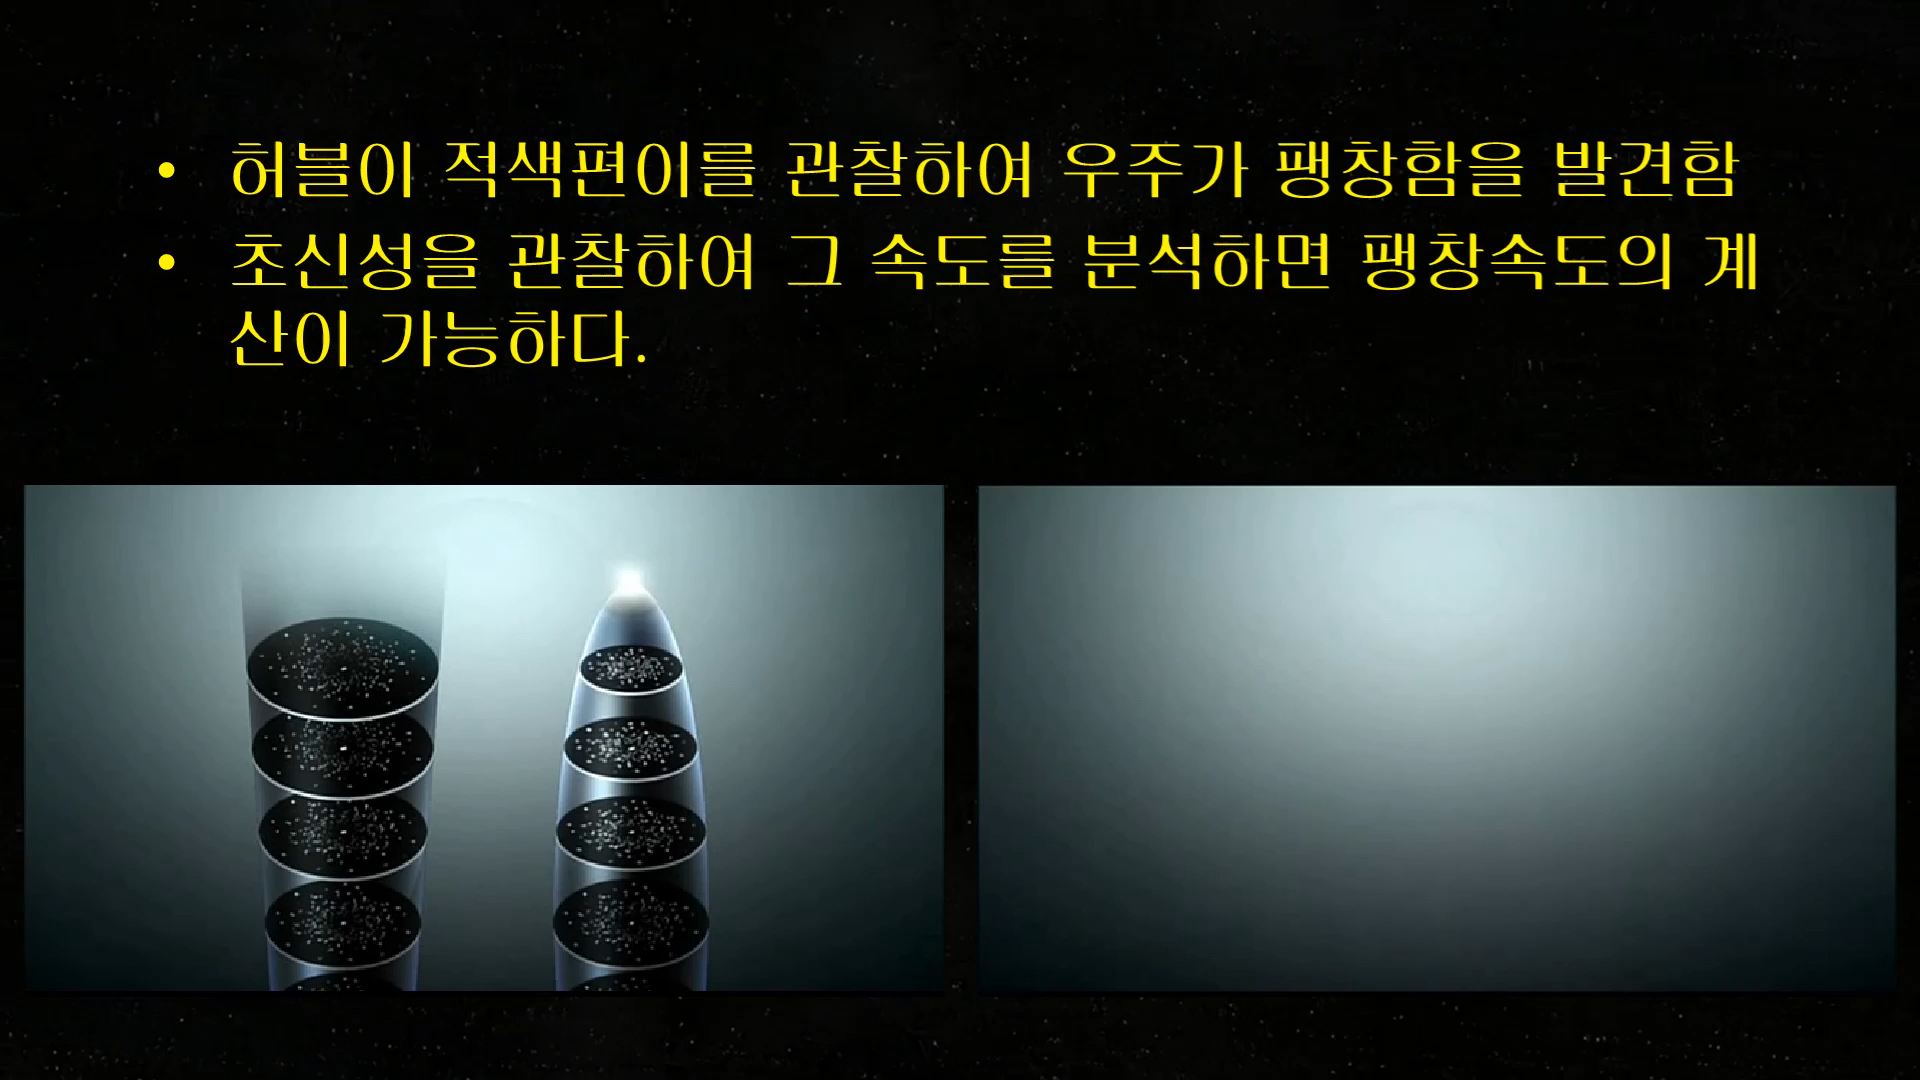 • 허블이 적색편이를 관찰하여 우주가 팽창함을 발견함
• 초신성을 관찰하여 그 속도를 분석하면 팽창속도의 계
산이 가능하다.